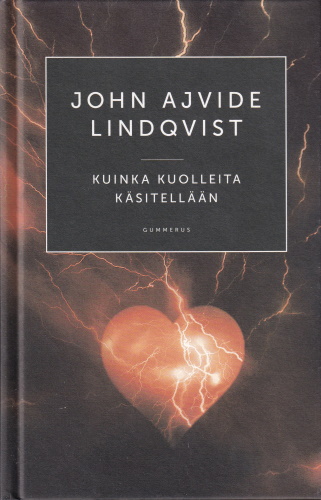 JOHN AJVIDE
LINDQVIST
KUINKA KUOLLEITA
KÄSITELLÄÄN
GUMMERUS